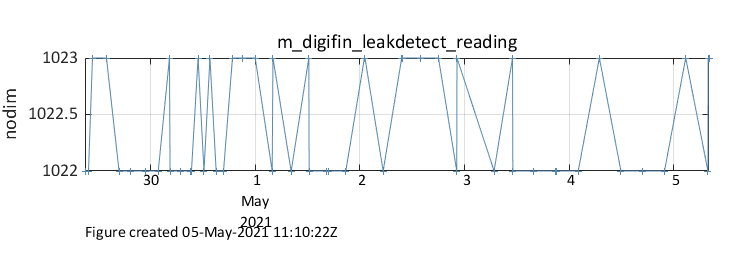 m_digifin_leakdetect_reading
1023
1022.5
1022
nodim
30 1 2 3 4 5
May
2021
Figure created 05-May-2021 11:10:22Z